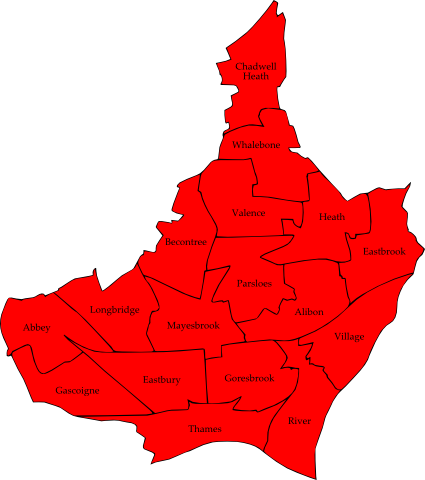 Chadwell
Heath
Whalebone
Valence
Heath
Becontree
Eastbrook
Parsloes
Longbridge
Alibon
Abbey
Mayesbrook
Village
Eastbury
Goresbrook
Gascoigne
River
Thames